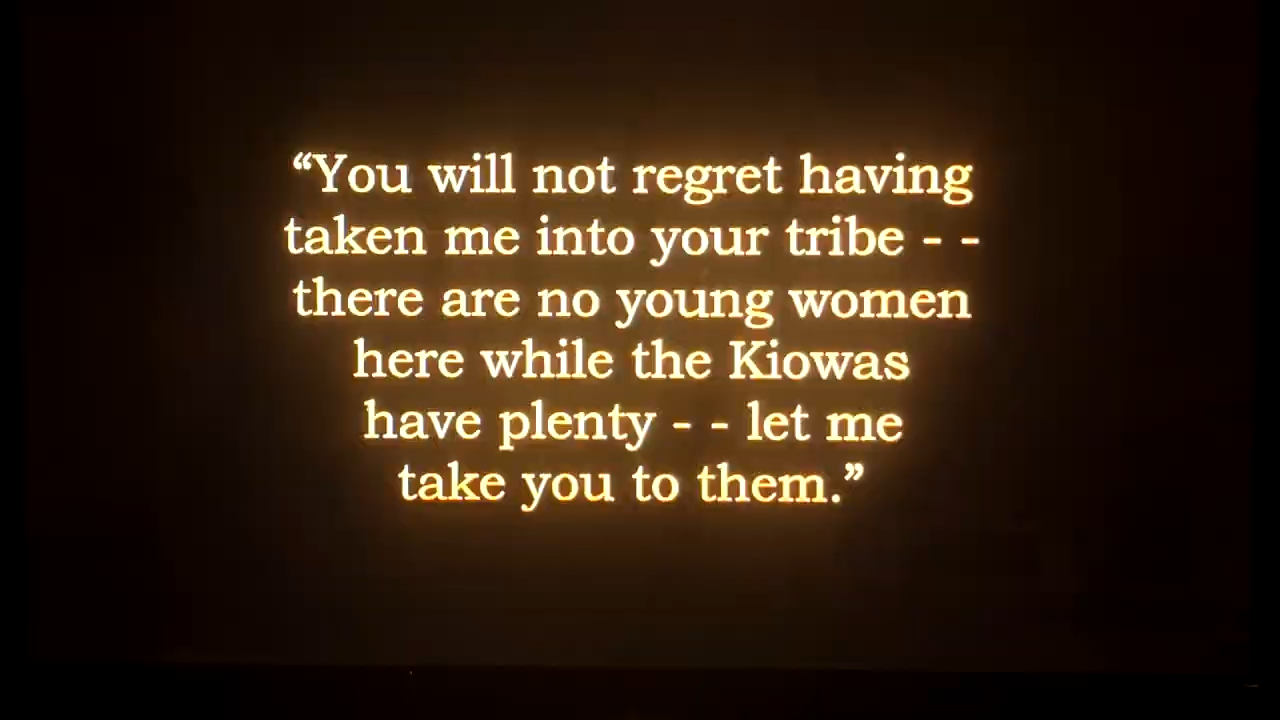 “You will not regret having
taken me into your tribe - -
there are no young women
here while the Kiowas
have plenty - - let me
take you to them.”